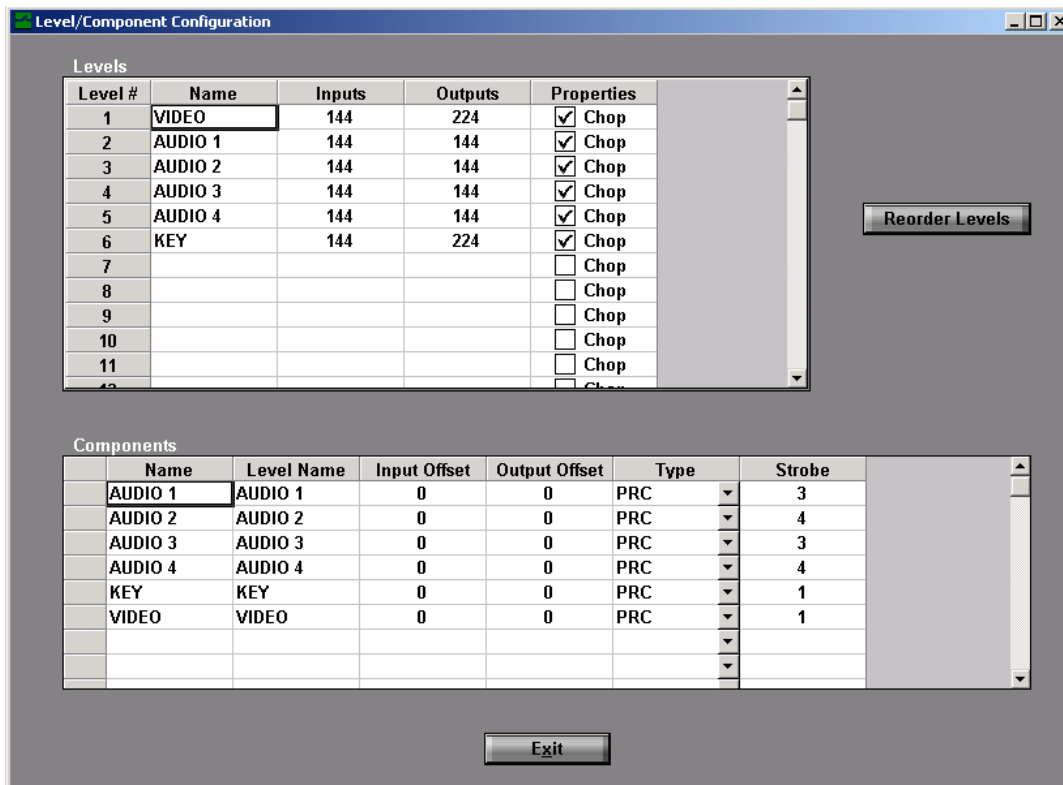 Level/Component Configuration
Levels
Level # Name Inputs Outputs Properties
1 VIDEO 144 224 Chop
2 AUDIO 1 144 144 Chop
3 AUDIO 2 144 144 Chop
4 AUDIO 3 144 144 Chop
5 AUDIO 4 144 144 Chop
6 KEY 144 224 Chop
7 Chop
8 Chop
9 Chop
10 Chop
11 Chop
12 Chop
Reorder Levels
Components
Name Level Name Input Offset Output Offset Type Strobe
AUDIO 1 AUDIO 1 0 0 PRC 3
AUDIO 2 AUDIO 2 0 0 PRC 4
AUDIO 3 AUDIO 3 0 0 PRC 3
AUDIO 4 AUDIO 4 0 0 PRC 4
KEY KEY 0 0 PRC 1
VIDEO VIDEO 0 0 PRC 1
Exit